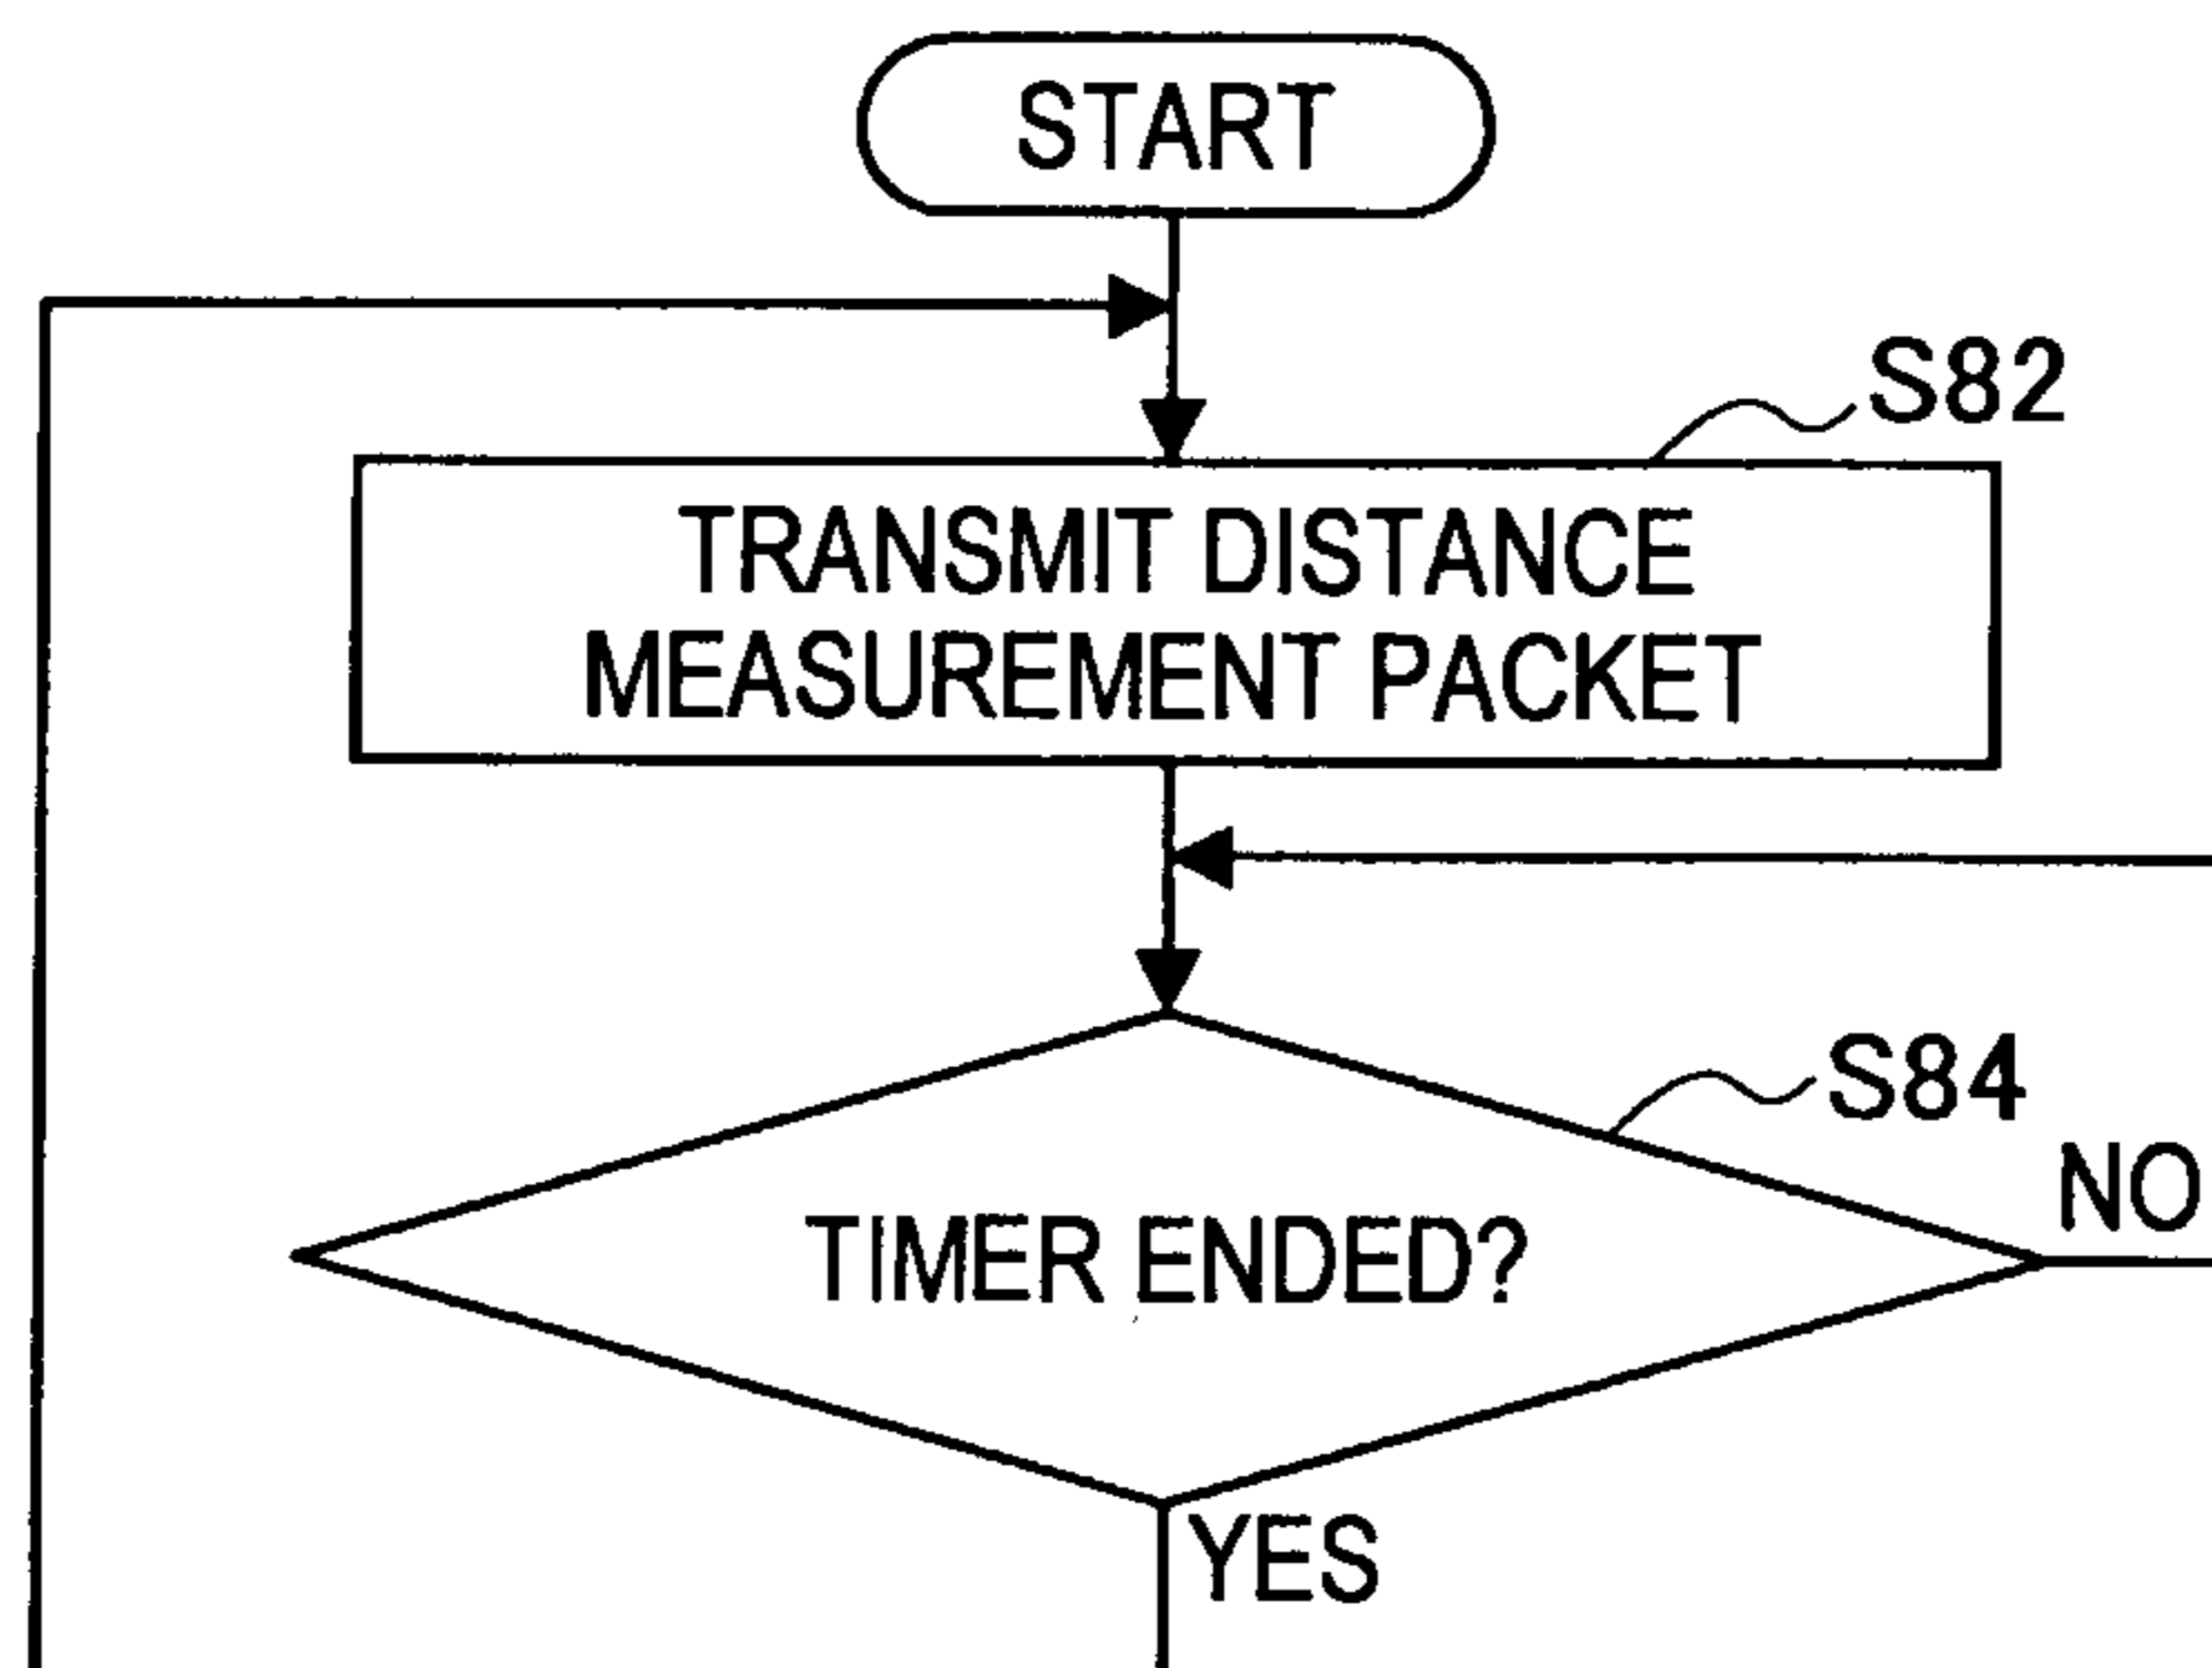 START
S82
TRANSMIT DISTANCE
MEASUREMENT PACKET
S84
NO
TIMER ENDED?
YES